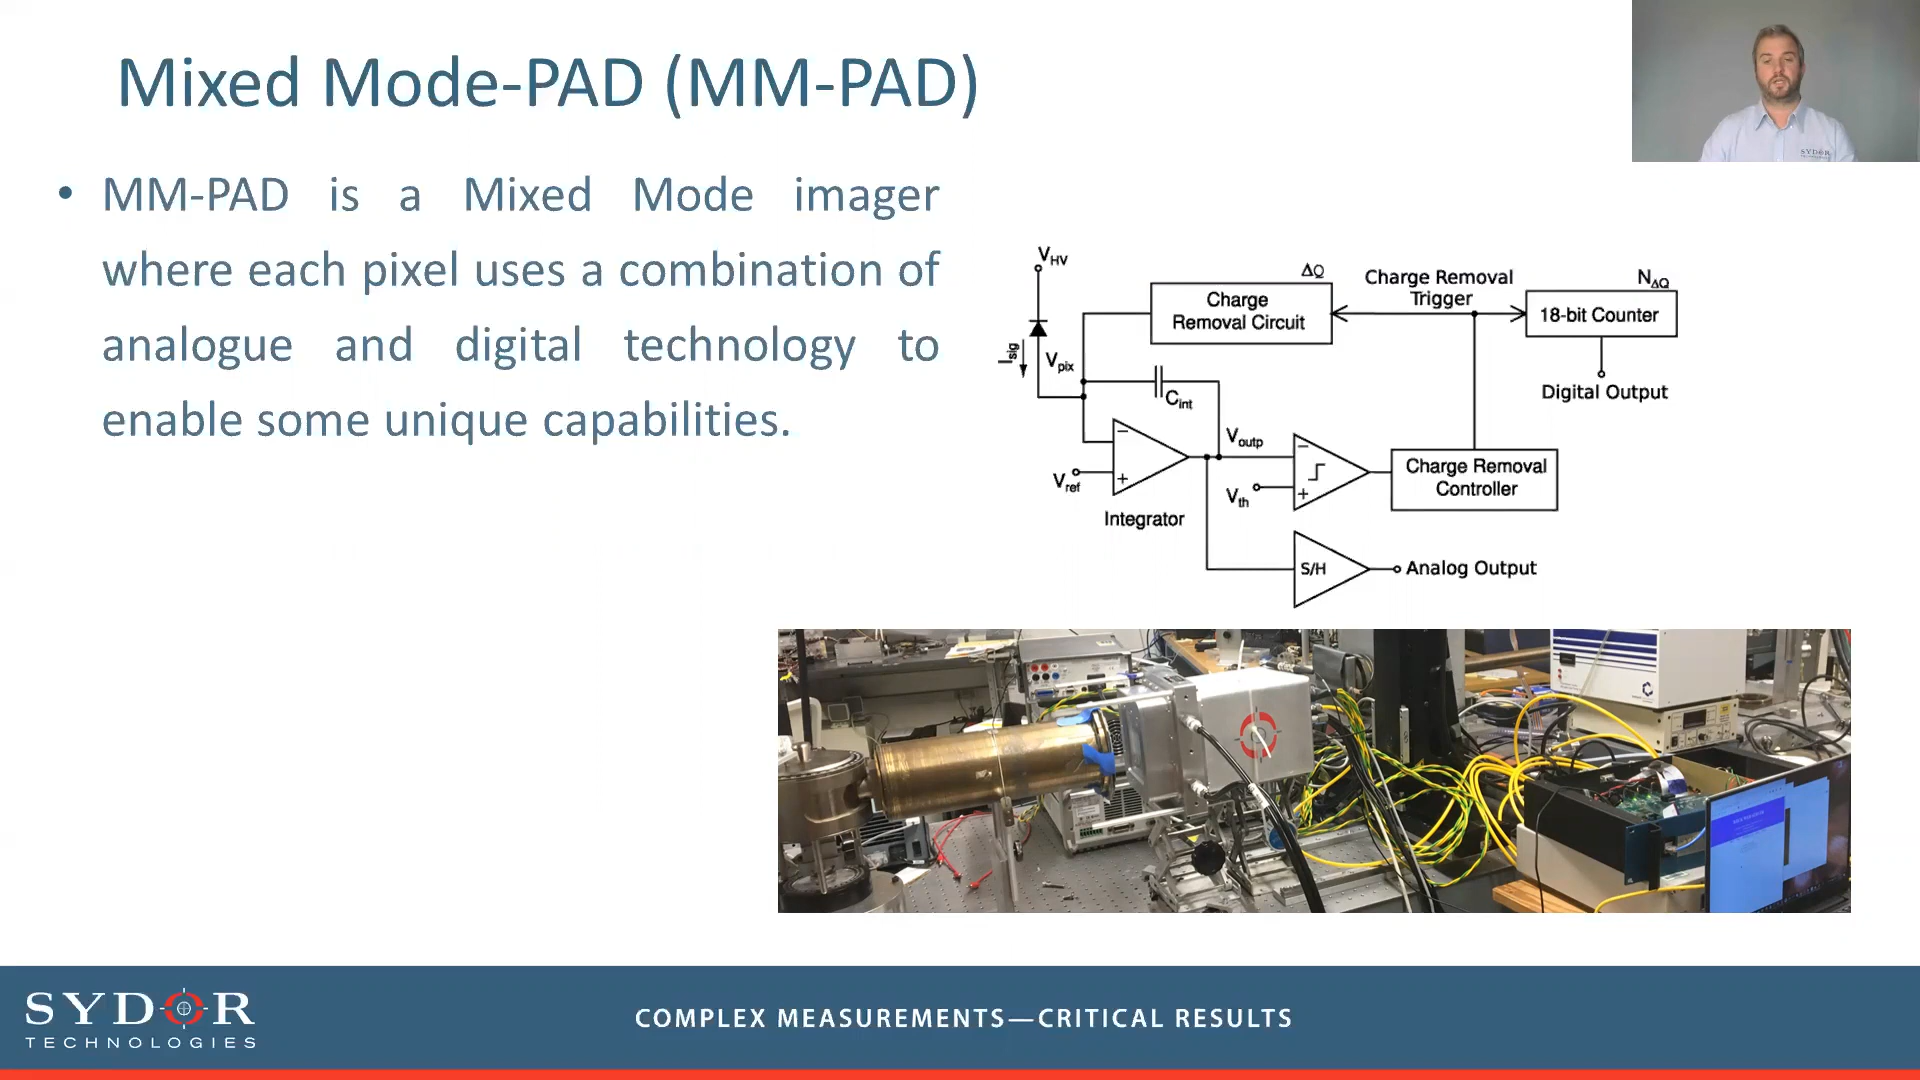 Mixed Mode-PAD (MM-PAD)
• MM-PAD is a Mixed Mode imager
where each pixel uses a combination of
analogue and digital technology to
enable some unique capabilities.
SYDOR
VHV
ΔQ
Charge
Removal Circuit
Charge Removal
Trigger
NΔQ
18-bit Counter
Digital Output
Isig
Vpix
Cint
Voutp
Vref
Integrator
Vth
Charge Removal
Controller
S/H
Analog Output
SYDOR
TECHNOLOGIES
COMPLEX MEASUREMENTS—CRITICAL RESULTS